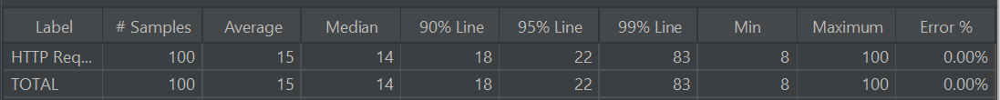 Label # Samples Average Median 90% Line 95% Line 99% Line Min Maximum Error %
HTTP Req... 100 15 14 18 22 83 8 100 0.00%
TOTAL 100 15 14 18 22 83 8 100 0.00%